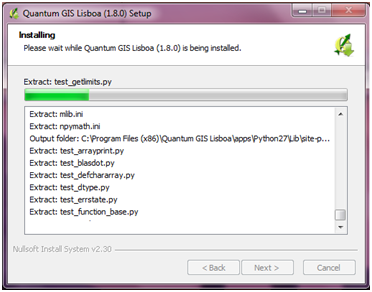 Quantum GIS Lisboa (1.8.0) Setup
Installing
Please wait while Quantum GIS Lisboa (1.8.0) is being installed.
Extract: test_getlimits.py
Extract: mlib.ini
Extract: npymath.ini
Output folder: C:\Program Files (x86)\Quantum GIS Lisboa\apps\Python27\Lib\site-p...
Extract: test_arrayprint.py
Extract: test_blasdot.py
Extract: test_defchararray.py
Extract: test_dtype.py
Extract: test_errstate.py
Extract: test_function_base.py
Nullsoft Install System v2.30
< Back
Next >
Cancel